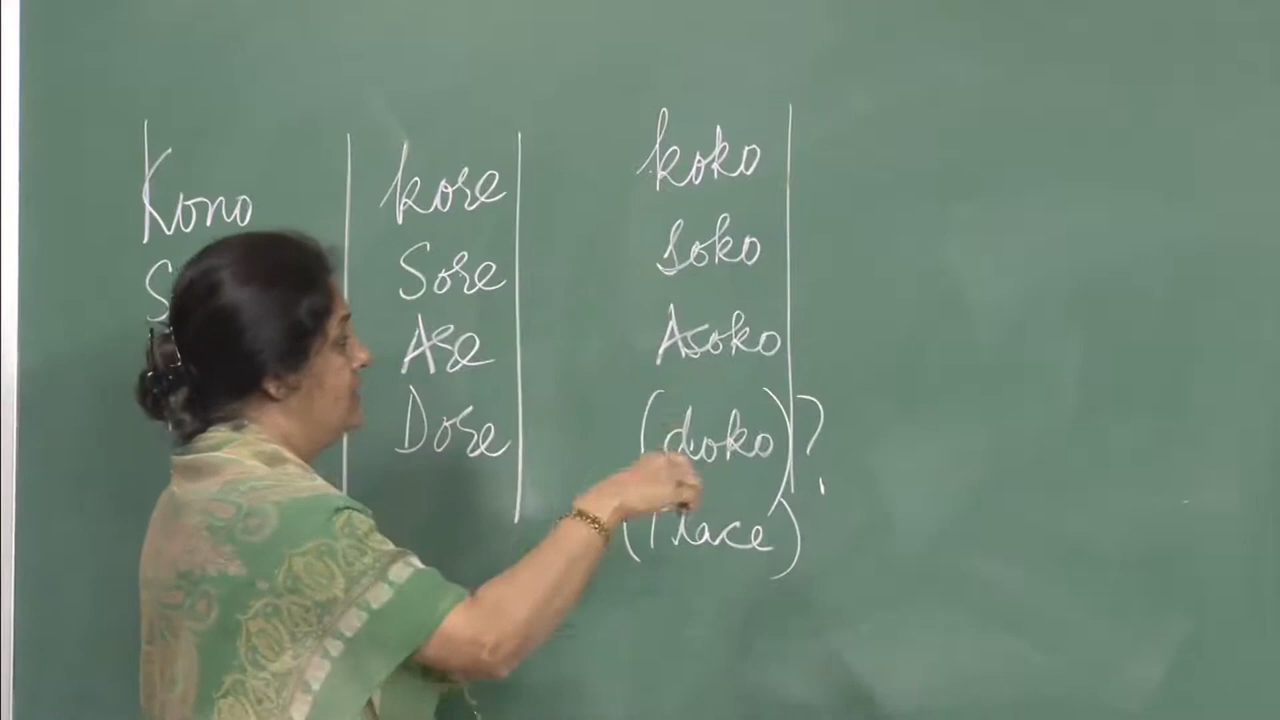 Kono
kore
Sore
Are
Dore
koko
soko
Asoko
(doko)?
(Place)